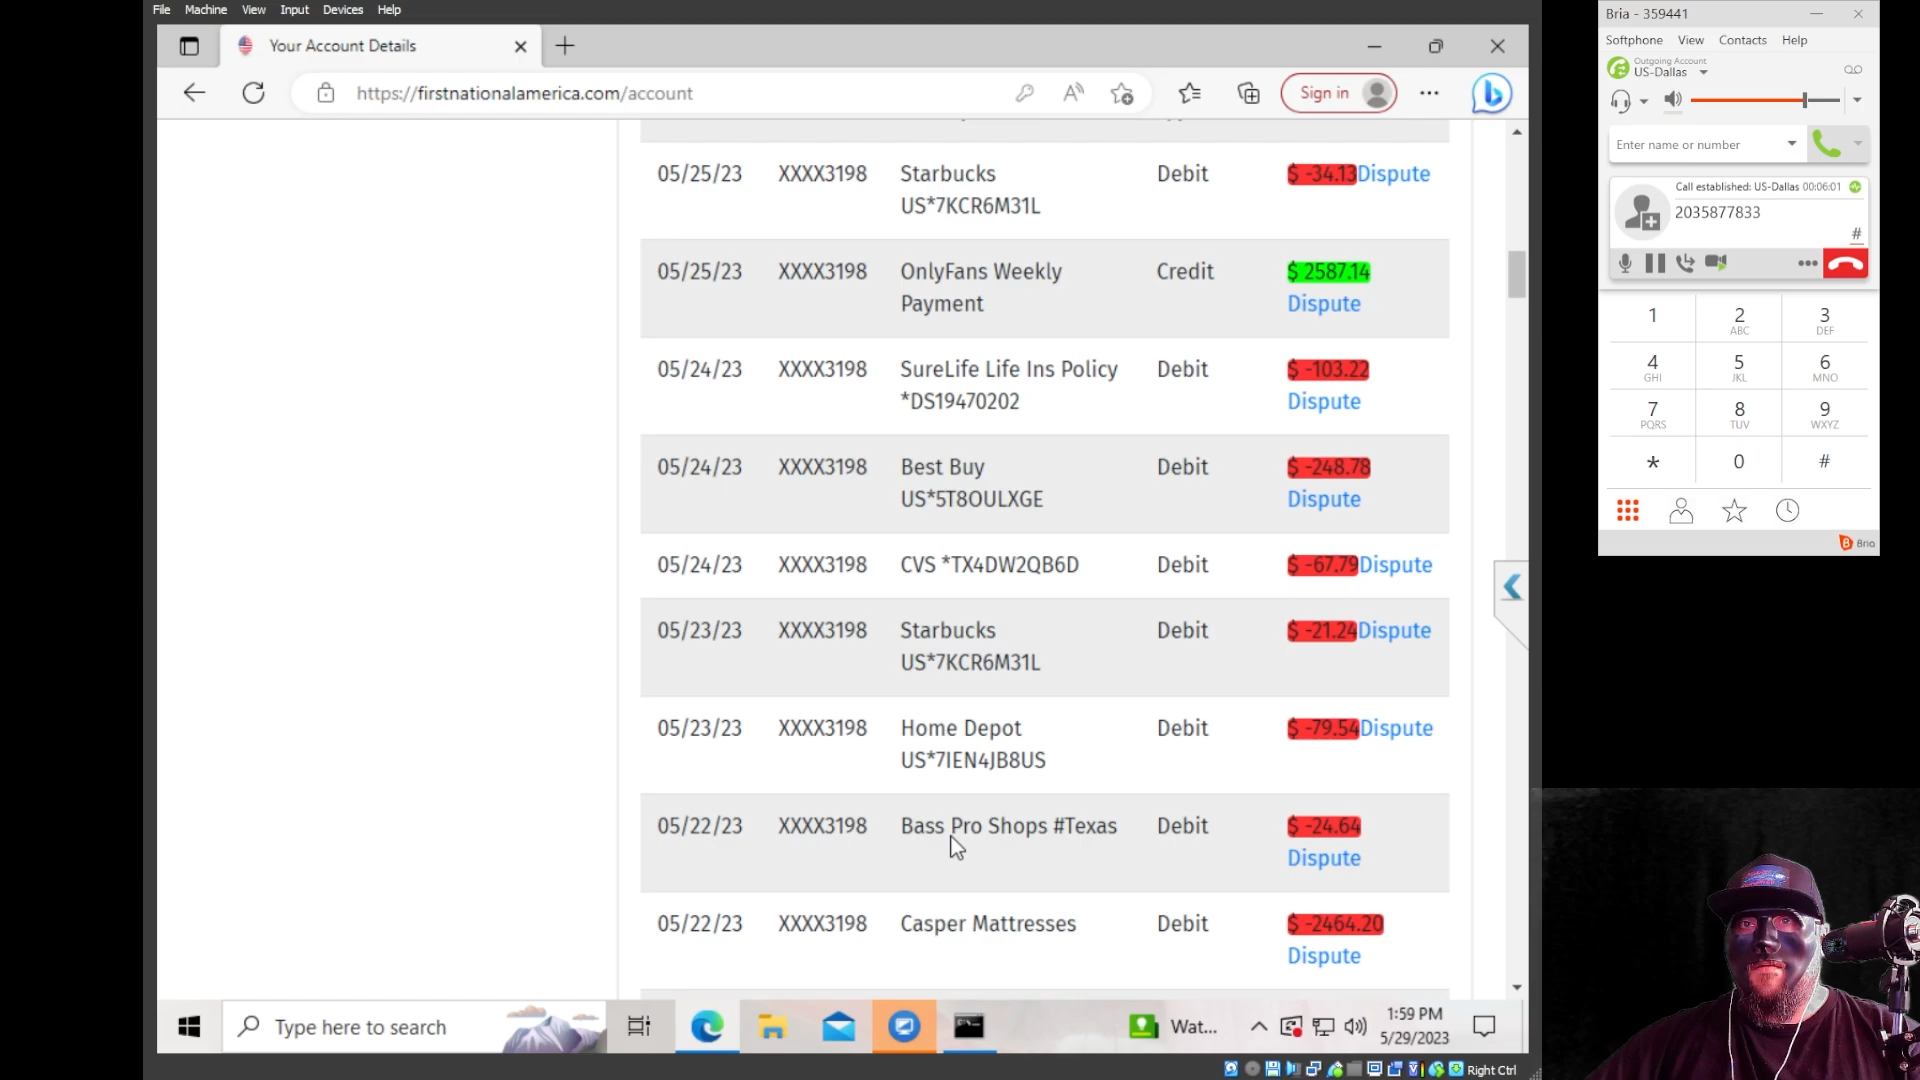 File Machine View Input Devices Help
Your Account Details
https://firstnationalamerica.com/account
Sign in
05/25/23 XXXX3198 Starbucks Debit $ -34.13 Dispute
US*7KCR6M31L
05/25/23 XXXX3198 OnlyFans Weekly Credit $ 2587.14
Payment Dispute
05/24/23 XXXX3198 SureLife Life Ins Policy Debit $ -103.22
*DS19470202 Dispute
05/24/23 XXXX3198 Best Buy Debit $ -248.78
US*5T8OULXGE Dispute
05/24/23 XXXX3198 CVS *TX4DW2QB6D Debit $ -67.79 Dispute
05/23/23 XXXX3198 Starbucks Debit $ -21.24 Dispute
US*7KCR6M31L
05/23/23 XXXX3198 Home Depot Debit $ -79.54 Dispute
US*7IEN4JB8US
05/22/23 XXXX3198 Bass Pro Shops #Texas Debit $ -24.64
Dispute
05/22/23 XXXX3198 Casper Mattresses Debit $ -2464.20
Dispute
Type here to search
Wat...
1:59 PM
5/29/2023
Right Ctrl
Bria - 359441
Softphone View Contacts Help
Outgoing Account
US-Dallas
Enter name or number
Call established: US-Dallas 00:06:01
2035877833
#
1 2 3
ABC DEF
4 5 6
GHI JKL MNO
7 8 9
PQRS TUV WXYZ
* 0 #
Bria